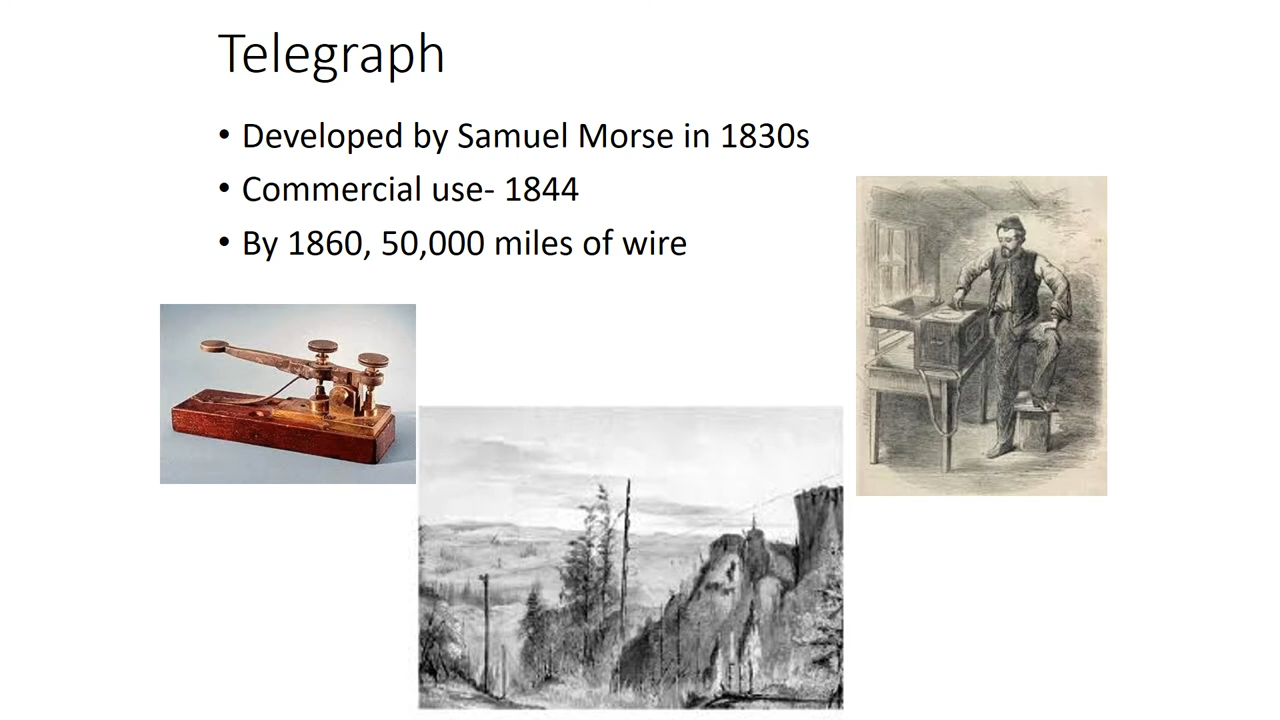 Telegraph
• Developed by Samuel Morse in 1830s
• Commercial use- 1844
• By 1860, 50,000 miles of wire